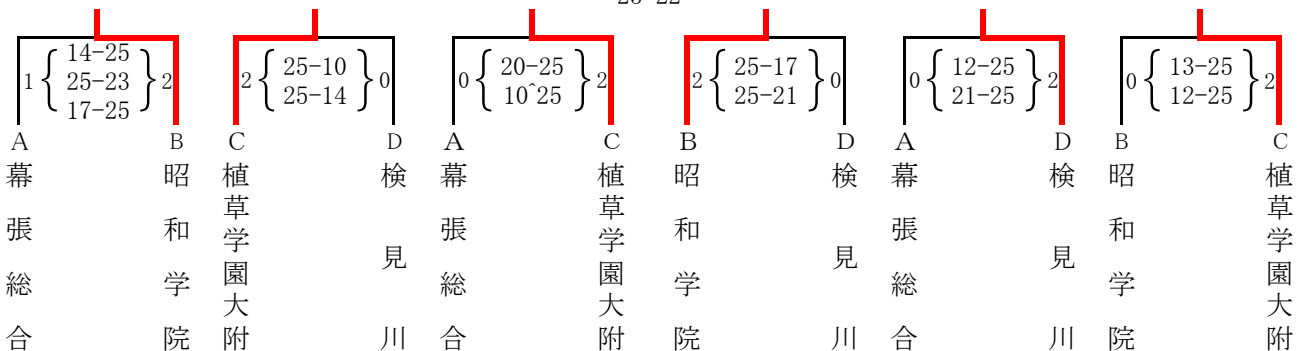 1 14-25 2
25-23
17-25
2 25-10 0
25-14
0 20-25 2
10^25
2 25-17 0
25-21
0 12-25 2
21-25
0 13-25 2
12-25
A B C D A C B D A D B C
幕張総合
昭和学院
植草学園大附
検見川
幕張総合
植草学園大附
昭和学院
検見川
幕張総合
検見川
昭和学院
植草学園大附